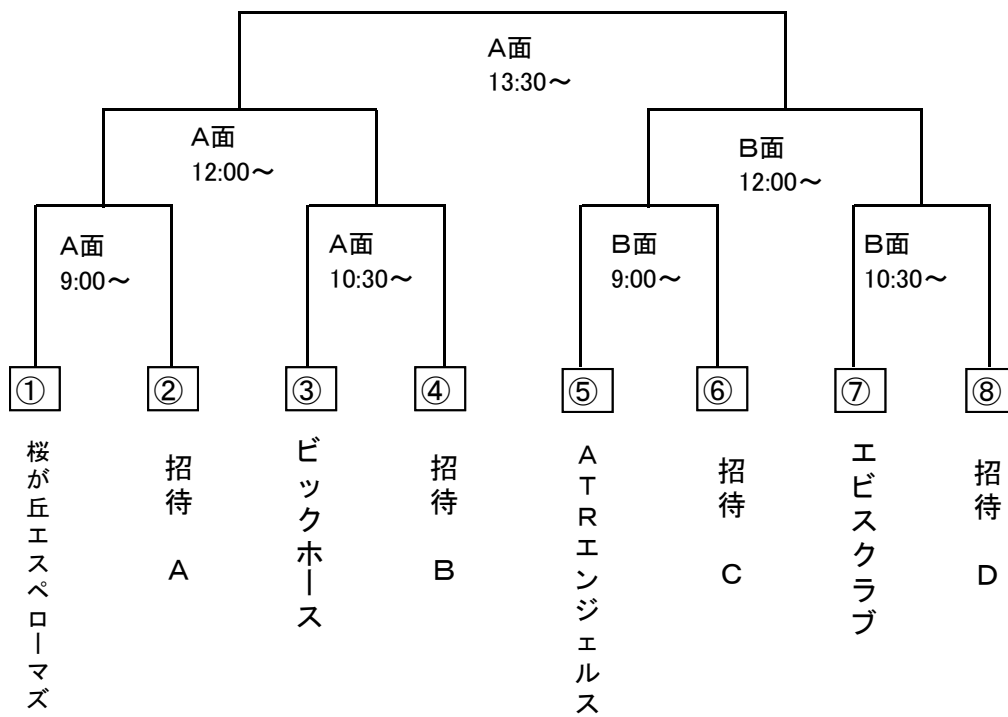 A面
13:30～
A面
12:00～
B面
12:00～
A面
9:00～
A面
10:30～
B面
9:00～
B面
10:30～
①
②
③
④
⑤
⑥
⑦
⑧
桜が丘エスペローマズ
招待 A
ビックホース
招待 B
ATRエンジェルス
招待 C
エビスクラブ
招待 D